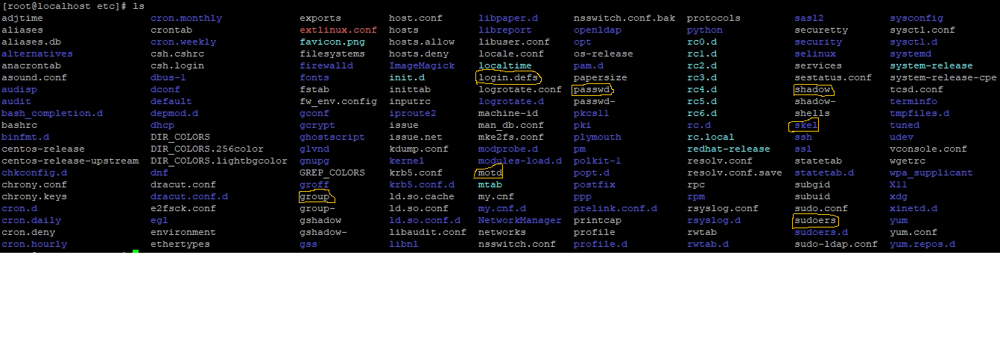 [root@localhost etc]# ls
adjtime cron.monthly exports host.conf libpaper.d nsswitch.conf.bak protocols sasl2 sysconfig
aliases crontab extlinux.conf hosts libreport openldap python securetty sysctl.conf
aliases.db cron.weekly favicon.png hosts.allow libuser.conf opt rc0.d security sysctl.d
alternatives csh.cshrc filesystems hosts.deny locale.conf os-release rc1.d selinux systemd
anacrontab csh.login firewalld ImageMagick localtime pam.d rc2.d services system-release
asound.conf dbus-1 fonts init.d login.defs papersize rc3.d sestatus.conf system-release-cpe
audisp dconf fstab inittab logrotate.conf passwd rc4.d shadow tcsd.conf
audit default fw_env.config inputrc logrotate.d passwd- rc5.d shadow- terminfo
bash_completion.d depmod.d gconf iproute2 machine-id pkcs11 rc6.d shells tmpfiles.d
bashrc dhcp gcrypt issue man_db.conf pki rc.d skel tuned
binfmt.d DIR_COLORS ghostscript issue.net mke2fs.conf plymouth rc.local ssh udev
centos-release DIR_COLORS.256color glvnd kdump.conf modprobe.d pm redhat-release ssl vconsole.conf
centos-release-upstream DIR_COLORS.lightbgcolor gnupg kernel modules-load.d polkit-1 resolv.conf statetab wgetrc
chkconfig.d dnf GREP_COLORS krb5.conf motd popt.d resolv.conf.save statetab.d wpa_supplicant
chrony.conf dracut.conf groff krb5.conf.d mtab postfix rpc subgid X11
chrony.keys dracut.conf.d group ld.so.cache my.cnf ppp rpm subuid xdg
cron.d e2fsck.conf group- ld.so.conf my.cnf.d prelink.conf.d rsyslog.conf sudo.conf xinetd.d
cron.daily egl gshadow ld.so.conf.d NetworkManager printcap rsyslog.d sudoers yum
cron.deny environment gshadow- libaudit.conf networks profile rwtab sudoers.d yum.conf
cron.hourly ethertypes gss libnl nsswitch.conf profile.d rwtab.d sudo-ldap.conf yum.repos.d